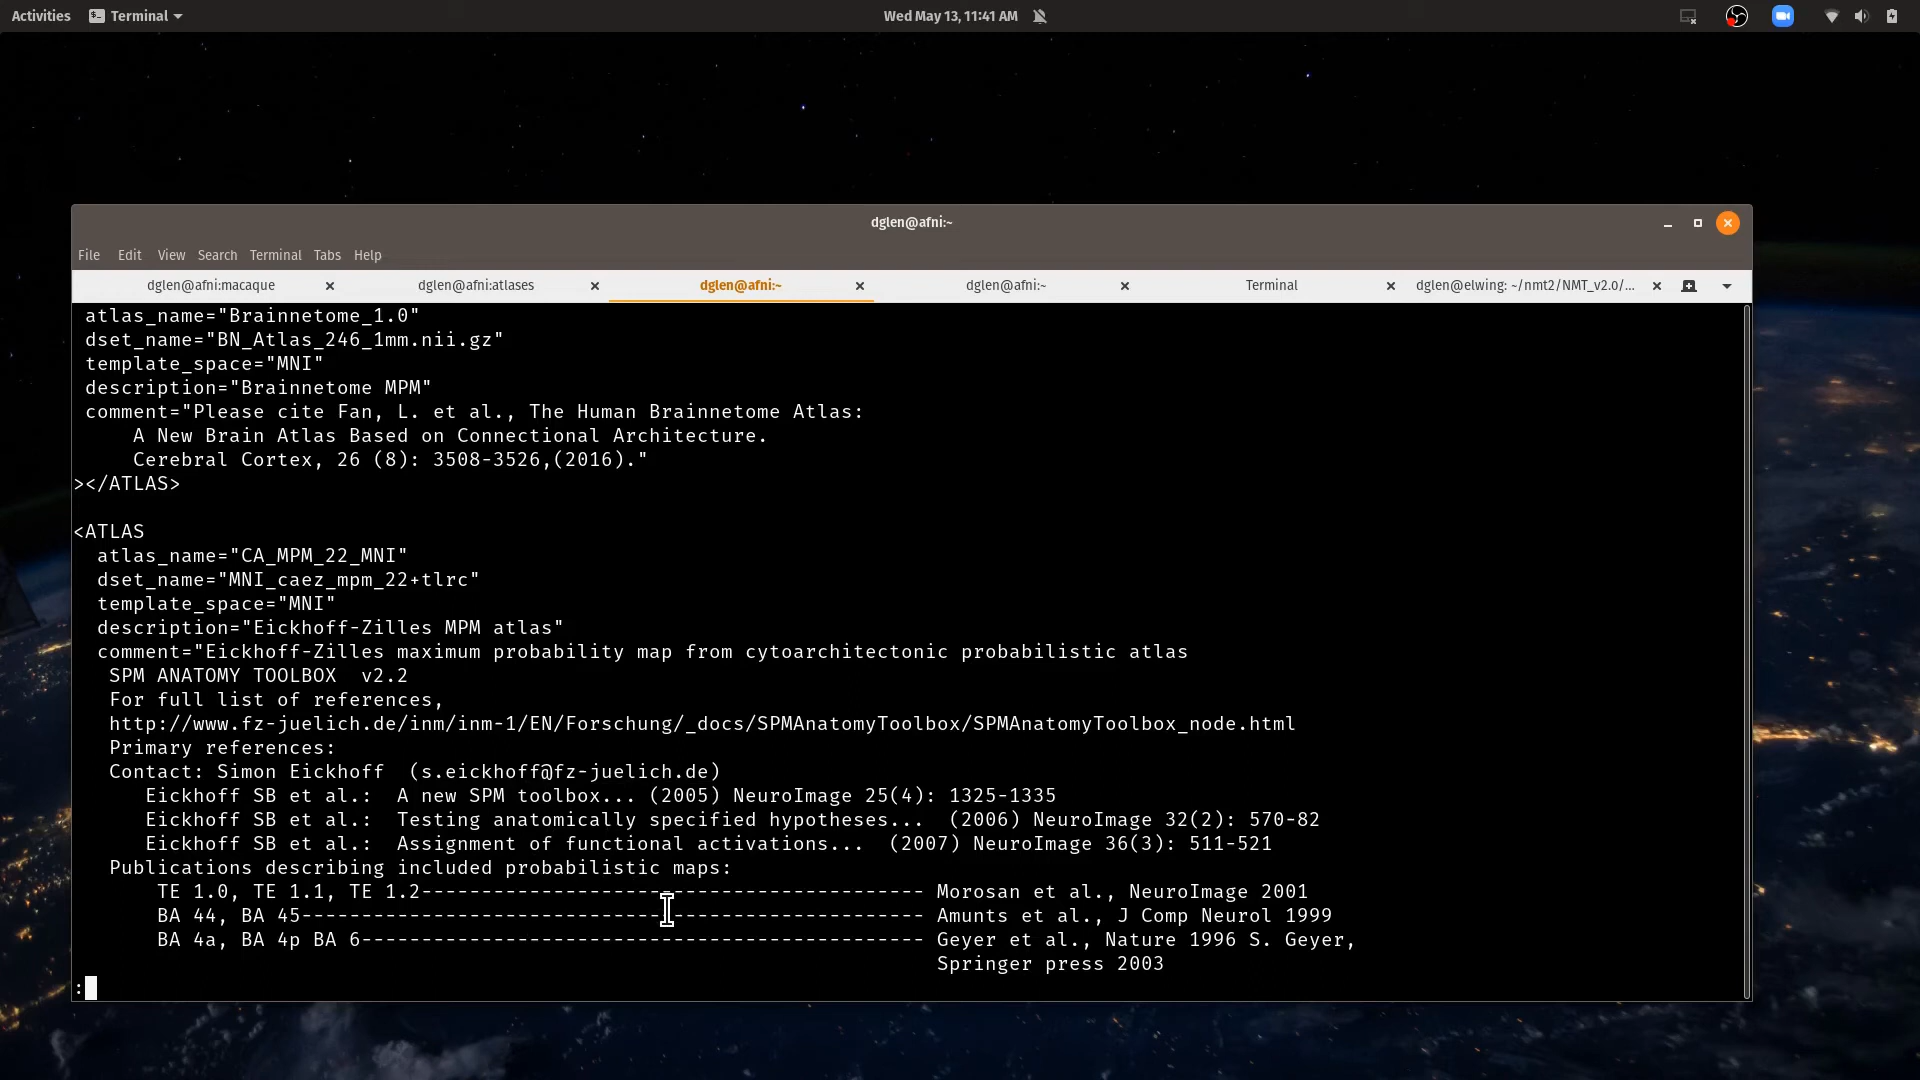 Activities Terminal Wed May 13, 11:41 AM
dglen@afni:~
File Edit View Search Terminal Tabs Help
dglen@afni:macaque × dglen@afni:atlases × dglen@afni:~ × dglen@afni:~ × Terminal × dglen@elwing: ~/nmt2/NMT_v2.0/... ×
atlas_name="Brainnetome_1.0"
dset_name="BN_Atlas_246_1mm.nii.gz"
template_space="MNI"
description="Brainnetome MPM"
comment="Please cite Fan, L. et al., The Human Brainnetome Atlas:
A New Brain Atlas Based on Connectional Architecture.
Cerebral Cortex, 26 (8): 3508-3526,(2016)."
></ATLAS>
<ATLAS
atlas_name="CA_MPM_22_MNI"
dset_name="MNI_caez_mpm_22+tlrc"
template_space="MNI"
description="Eickhoff-Zilles MPM atlas"
comment="Eickhoff-Zilles maximum probability map from cytoarchitectonic probabilistic atlas
SPM ANATOMY TOOLBOX  v2.2
For full list of references,
http://www.fz-juelich.de/inm/inm-1/EN/Forschung/_docs/SPMAnatomyToolbox/SPMAnatomyToolbox_node.html
Primary references:
Contact: Simon Eickhoff  (s.eickhoff@fz-juelich.de)
Eickhoff SB et al.:  A new SPM toolbox... (2005) NeuroImage 25(4): 1325-1335
Eickhoff SB et al.:  Testing anatomically specified hypotheses...  (2006) NeuroImage 32(2): 570-82
Eickhoff SB et al.:  Assignment of functional activations...  (2007) NeuroImage 36(3): 511-521
Publications describing included probabilistic maps:
TE 1.0, TE 1.1, TE 1.2------------------------------------------ Morosan et al., NeuroImage 2001
BA 44, BA 45---------------------------------------------------- Amunts et al., J Comp Neurol 1999
BA 4a, BA 4p BA 6----------------------------------------------- Geyer et al., Nature 1996 S. Geyer,
Springer press 2003
: